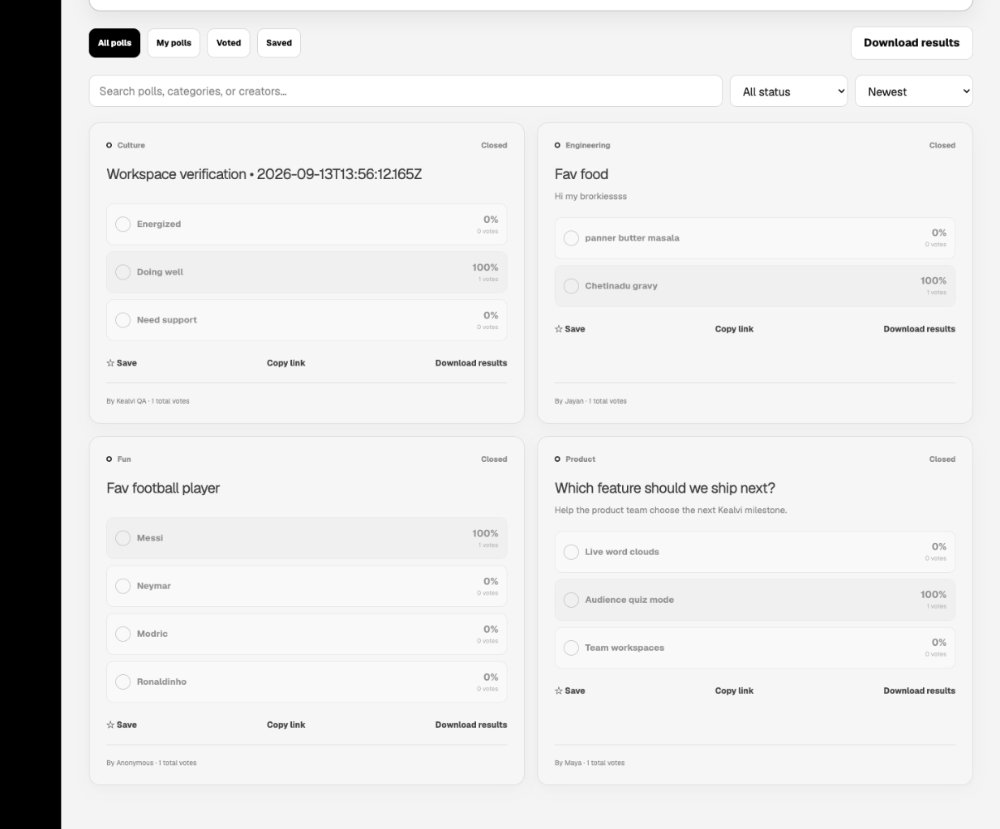 All polls
My polls
Voted
Saved
Download results
Search polls, categories, or creators...
All status
Newest
Culture
Closed
Workspace verification • 2026-09-13T13:56:12.165Z
Energized
0%
0 votes
Doing well
100%
1 votes
Need support
0%
0 votes
☆ Save
Copy link
Download results
By Kealvi QA · 1 total votes
Engineering
Closed
Fav food
Hi my brorkiessss
panner butter masala
0%
0 votes
Chetinadu gravy
100%
1 votes
☆ Save
Copy link
Download results
By Jayan · 1 total votes
Fun
Closed
Fav football player
Messi
100%
1 votes
Neymar
0%
0 votes
Modric
0%
0 votes
Ronaldinho
0%
0 votes
☆ Save
Copy link
Download results
By Anonymous · 1 total votes
Product
Closed
Which feature should we ship next?
Help the product team choose the next Kealvi milestone.
Live word clouds
0%
0 votes
Audience quiz mode
100%
1 votes
Team workspaces
0%
0 votes
☆ Save
Copy link
Download results
By Maya · 1 total votes